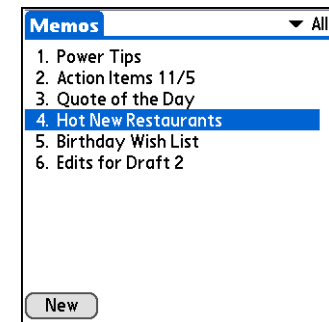 Memos All
1. Power Tips
2. Action Items 11/5
3. Quote of the Day
4. Hot New Restaurants
5. Birthday Wish List
6. Edits for Draft 2
New